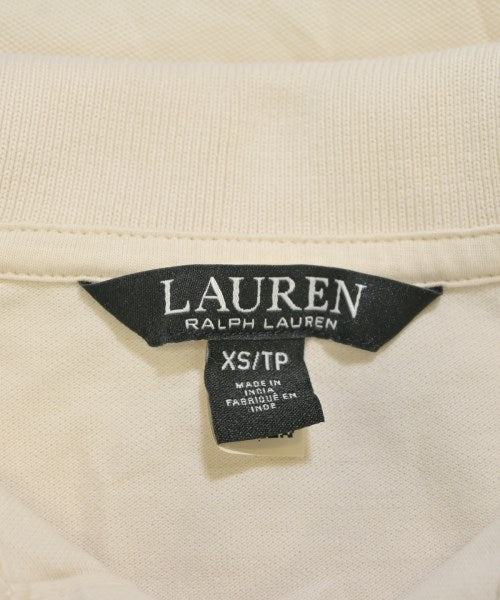 LAUREN
RALPH LAUREN
XS/TP
MADE IN
INDIA
FABRIQUÉ EN
INDE